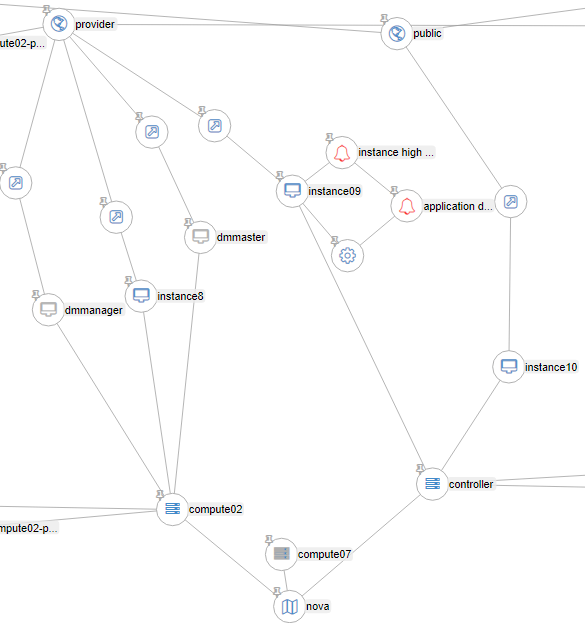 provider
public
ute02-p...
instance high ...
instance09
application d...
dmmaster
instance8
dmmanager
instance10
controller
compute02
mpute02-p...
compute07
nova